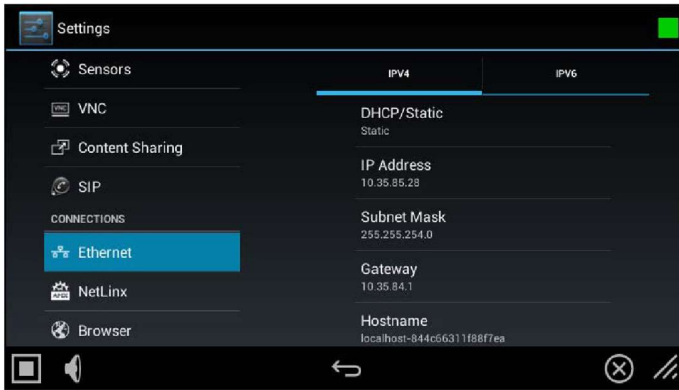 Settings
Sensors
VNC
VNC
Content Sharing
SIP
CONNECTIONS
Ethernet
NetLinx
Browser
IPV4
IPV6
DHCP/Static
Static
IP Address
10.35.85.28
Subnet Mask
255.255.254.0
Gateway
10.35.84.1
Hostname
localhost-844c66311f88f7ea